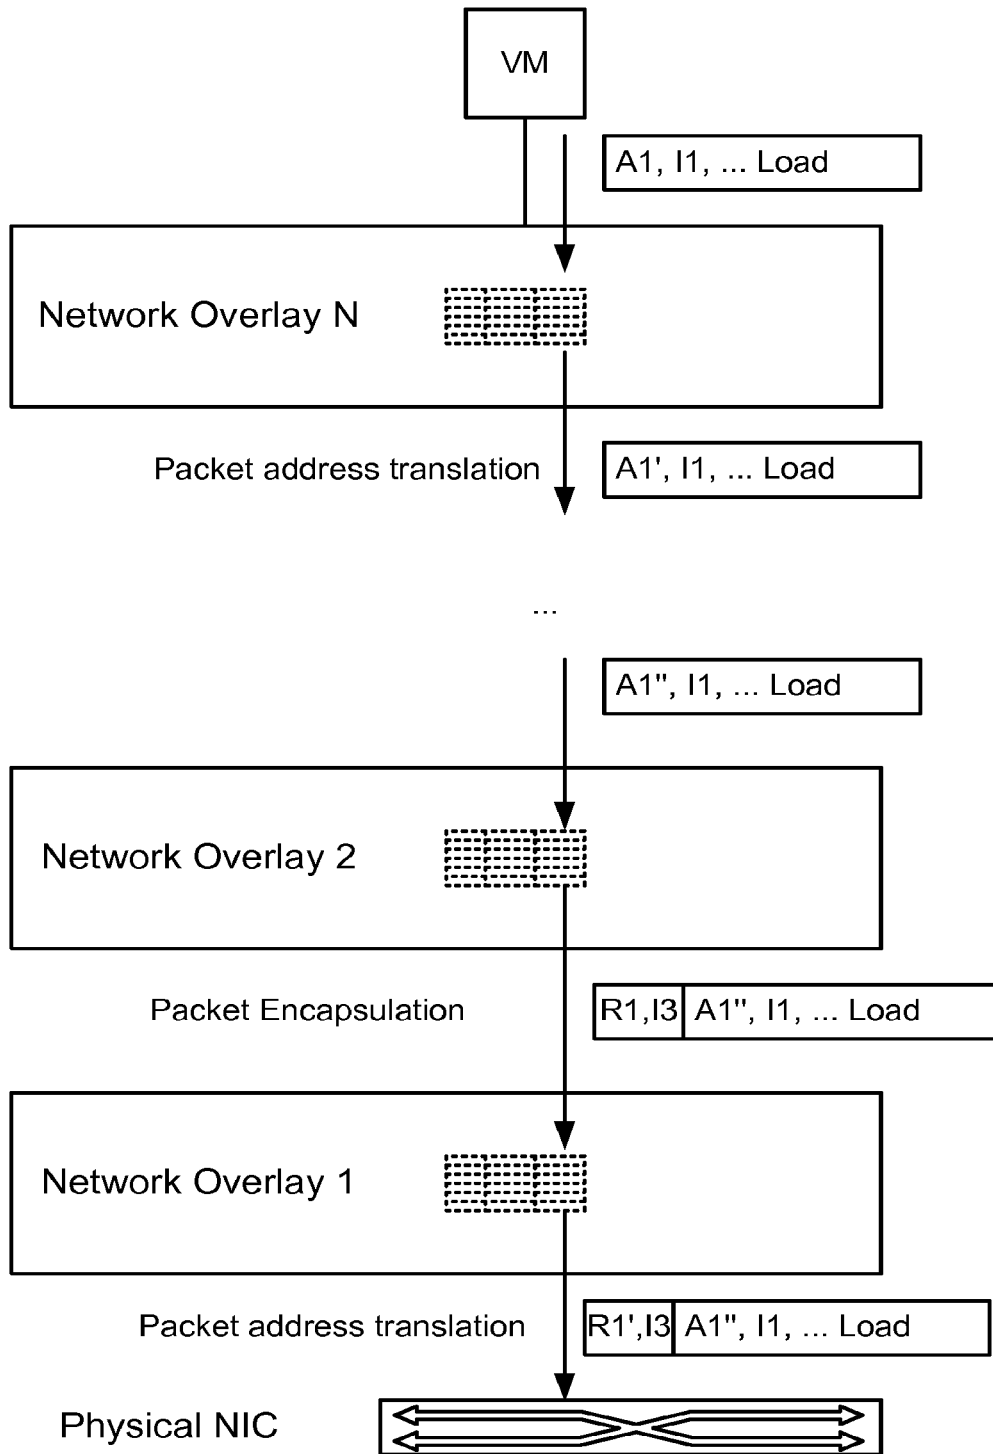 VM
A1, I1, ... Load
Network Overlay N
Packet address translation
A1', I1, ... Load
...
A1'', I1, ... Load
Network Overlay 2
Packet Encapsulation
R1,I3 A1'', I1, ... Load
Network Overlay 1
Packet address translation
R1',I3 A1'', I1, ... Load
Physical NIC